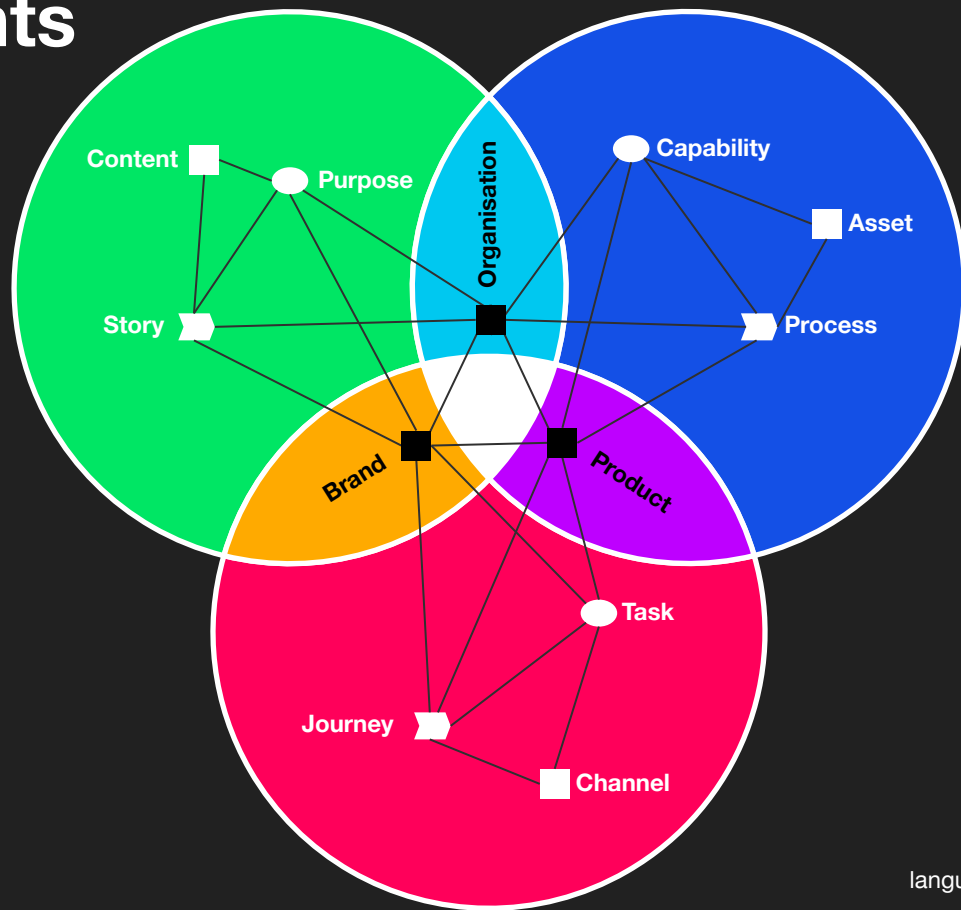 nts
Content
Purpose
Story
Organisation
Capability
Asset
Process
Brand
Product
Task
Journey
Channel
langu